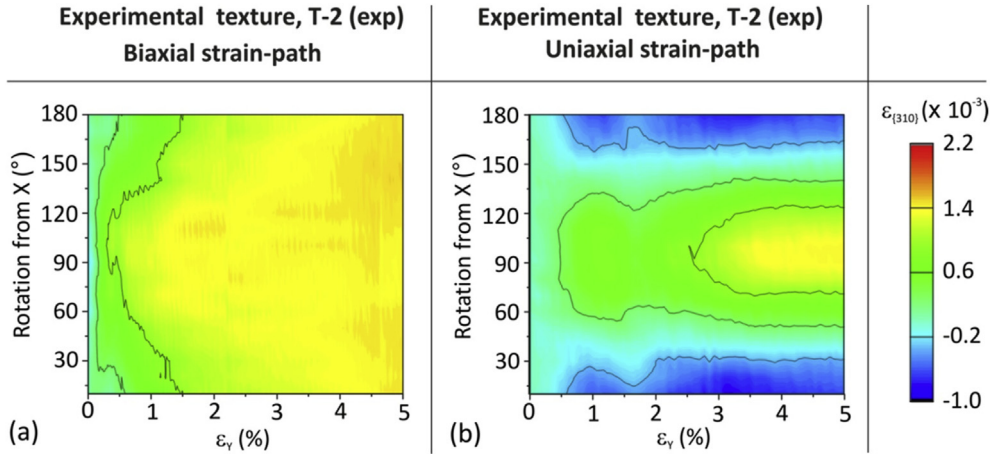 Experimental texture, T-2 (exp)
Biaxial strain-path
Experimental texture, T-2 (exp)
Uniaxial strain-path
Rotation from X (°)
180
150
120
90
60
30
0 1 2 3 4 5
(a)
εY (%)
Rotation from X (°)
180
150
120
90
60
30
0 1 2 3 4 5
(b)
εY (%)
ε{310} (x 10⁻³)
2.2
1.4
0.6
-0.2
-1.0